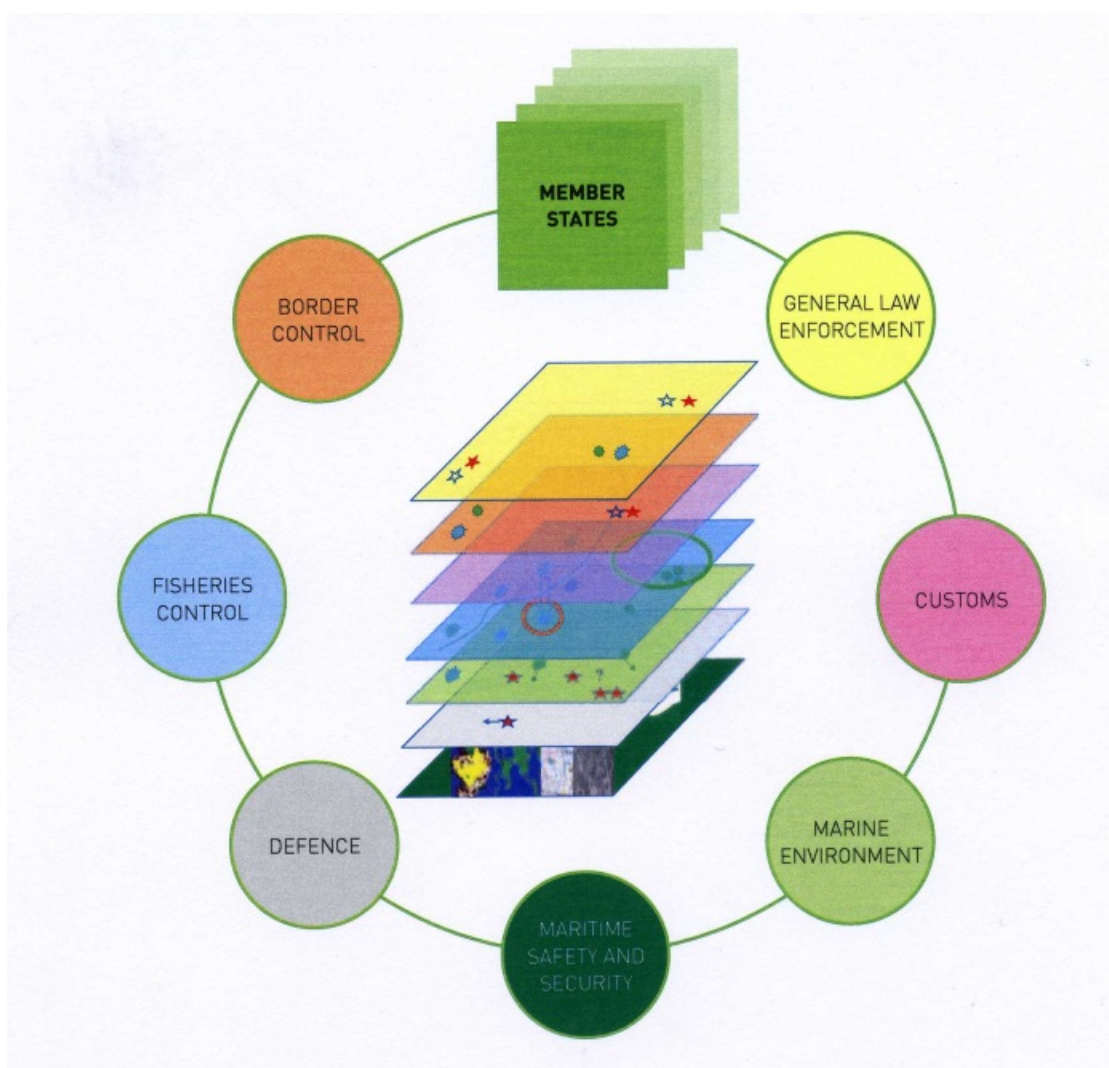 MEMBER
STATES
BORDER
CONTROL
GENERAL LAW
ENFORCEMENT
FISHERIES
CONTROL
CUSTOMS
DEFENCE
MARINE
ENVIRONMENT
MARITIME
SAFETY AND
SECURITY
?